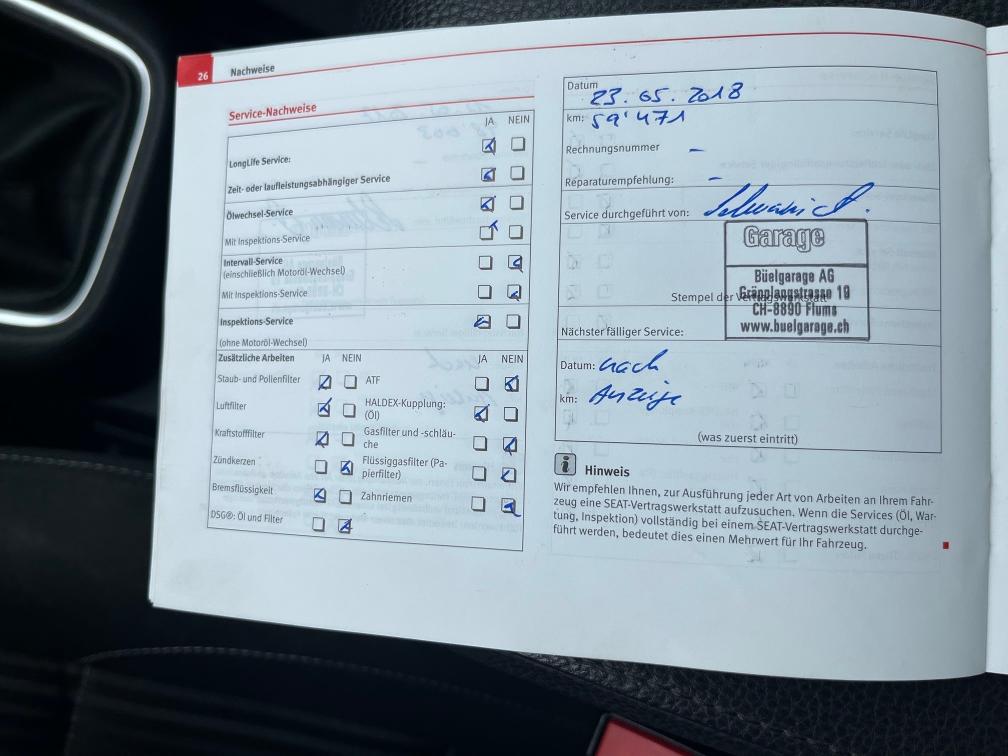 26 Nachweise
Service-Nachweise
JA NEIN
LongLife Service:
Zeit- oder laufleistungsabhängiger Service
Ölwechsel-Service
Mit Inspektions-Service
Intervall-Service
(einschließlich Motoröl-Wechsel)
Mit Inspektions-Service
Inspektions-Service
(ohne Motoröl-Wechsel)
Zusätzliche Arbeiten JA NEIN JA NEIN
Staub- und Pollenfilter ATF
Luftfilter HALDEX-Kupplung:
(Öl)
Kraftstofffilter Gasfilter und -schläu-
che
Zündkerzen Flüssiggasfilter (Pa-
pierfilter)
Bremsflüssigkeit Zahnriemen
DSG®: Öl und Filter
Datum 23.05.2018
km: 59'471
Rechnungsnummer –
Reparaturempfehlung: –
Service durchgeführt von:
Garage
Büelgarage AG
Gräpplangstrasse 19
Stempel der Vertragswerkstatt
CH-8890 Flums
www.buelgarage.ch
Nächster fälliger Service:
Datum: nach
km: Anzeige
(was zuerst eintritt)
i Hinweis
Wir empfehlen Ihnen, zur Ausführung jeder Art von Arbeiten an Ihrem Fahr-
zeug eine SEAT-Vertragswerkstatt aufzusuchen. Wenn die Services (Öl, War-
tung, Inspektion) vollständig bei einem SEAT-Vertragswerkstatt durchge-
führt werden, bedeutet dies einen Mehrwert für Ihr Fahrzeug.